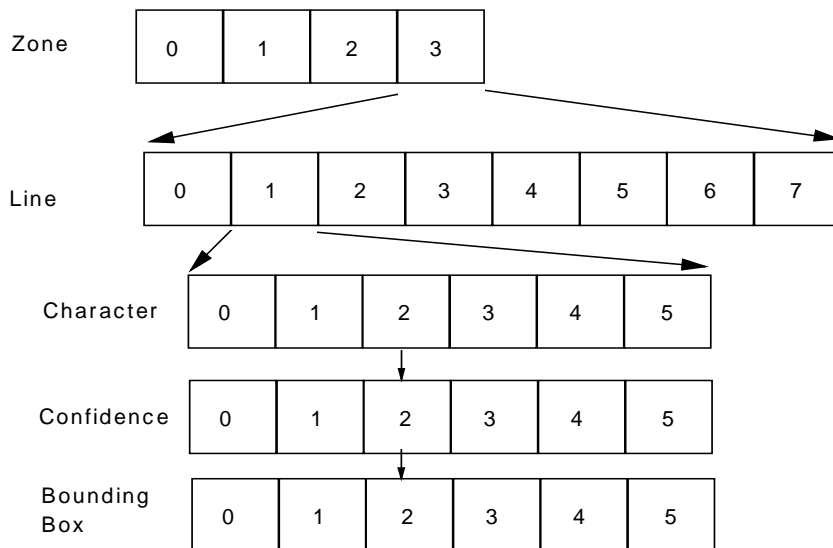 Zone 0 1 2 3
Line 0 1 2 3 4 5 6 7
Character 0 1 2 3 4 5
Confidence 0 1 2 3 4 5
Bounding
Box 0 1 2 3 4 5